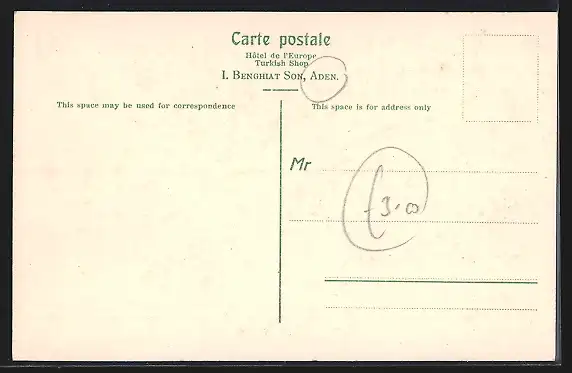 Carte postale
Hôtel de l'Europe
Turkish Shop
I. Benghiat Son, Aden.
This space may be used for correspondence
This space is for address only
Mr
£3.00